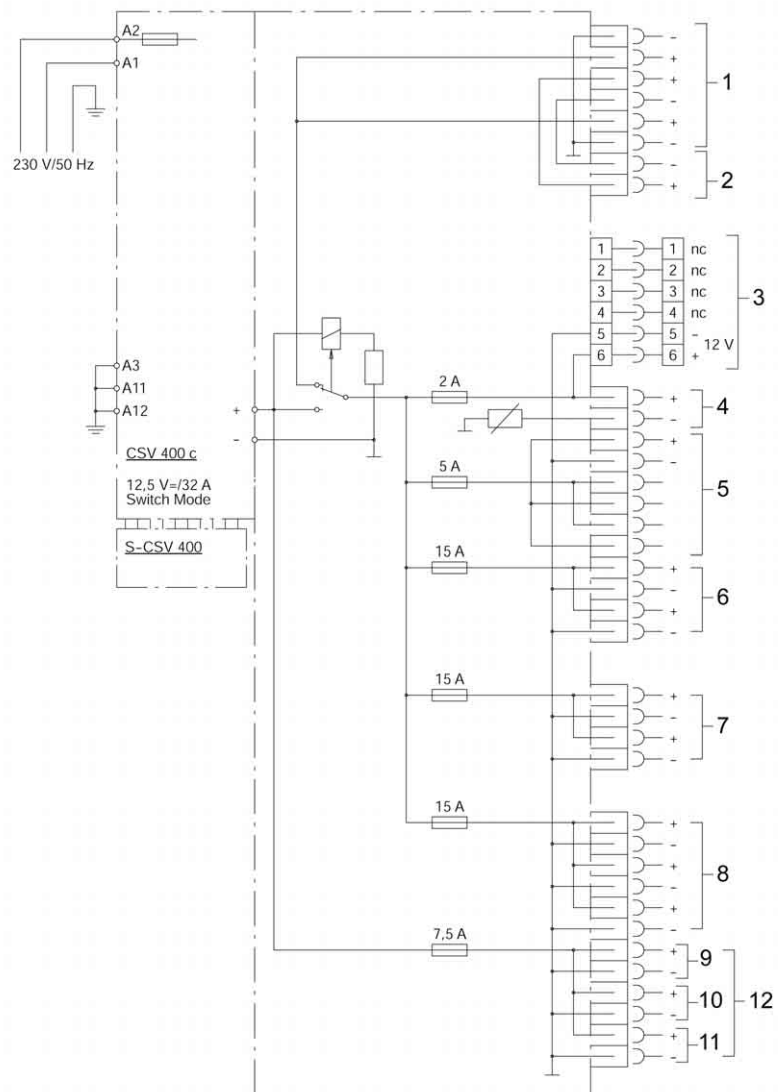 A2
A1
230 V/50 Hz
A3
A11
A12
+
-
CSV 400 c
12,5 V=/32 A
Switch Mode
S-CSV 400
-
+
+
-
+
-
1
-
+
2
1 1 nc
2 2 nc
3 3 nc
4 4 nc
5 5 -
12 V
6 6 +
3
2 A
+
-
4
+
-
5
5 A
15 A
+
-
+
-
6
15 A
+
-
+
-
7
15 A
+
-
+
-
+
-
8
7,5 A
+
-
9
+
-
10
+
-
11
12